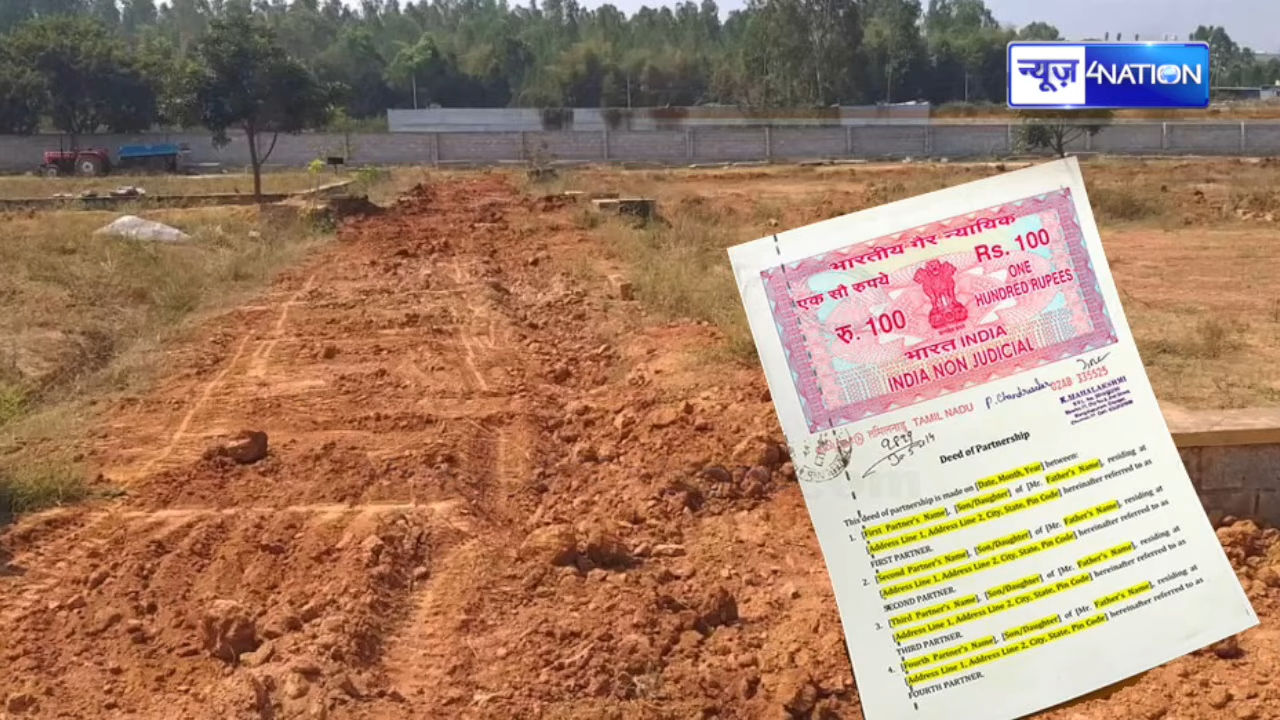 न्यूज़ 4NATION
भारतीय गैर न्यायिक
एक सौ रुपये Rs. 100
ONE
रु. 100 HUNDRED RUPEES
भारत INDIA
INDIA NON JUDICIAL
TAMIL NADU P. Chandrasekar 02AB 335525
K.MAHALAKSHMI
Deed of Partnership
This deed of partnership is made on [Date, Month, Year] between:
1. [First Partner's Name], [Son/Daughter] of [Mr. Father's Name], residing at
[Address Line 1, Address Line 2, City, State, Pin Code] hereinafter referred to as
FIRST PARTNER.
2. [Second Partner's Name], [Son/Daughter] of [Mr. Father's Name], residing at
[Address Line 1, Address Line 2, City, State, Pin Code] hereinafter referred to as
SECOND PARTNER.
3. [Third Partner's Name], [Son/Daughter] of [Mr. Father's Name], residing at
[Address Line 1, Address Line 2, City, State, Pin Code] hereinafter referred to as
THIRD PARTNER.
4. [Fourth Partner's Name], [Son/Daughter] of [Mr. Father's Name], residing at
[Address Line 1, Address Line 2, City, State, Pin Code] hereinafter referred to as
FOURTH PARTNER.